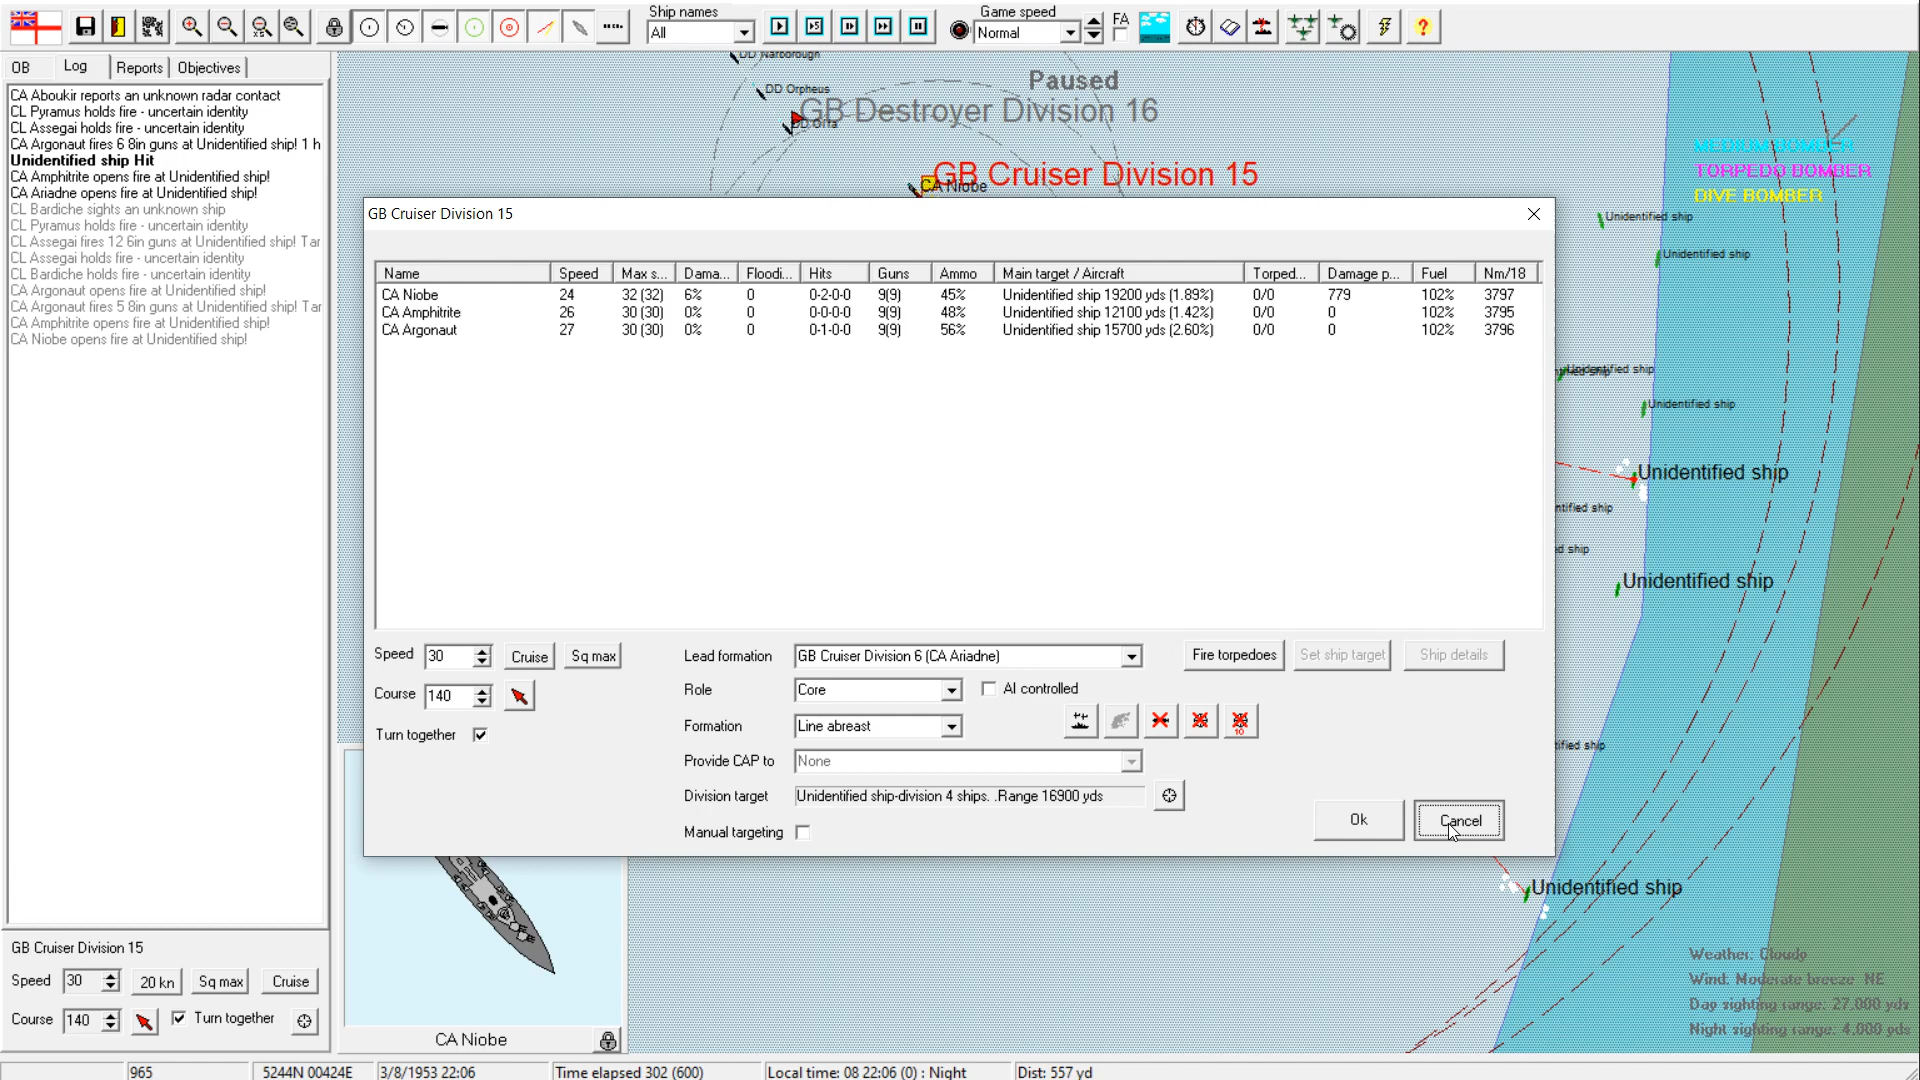 Ship names
All
Game speed
Normal
FA
OB
Log
Reports
Objectives
CA Aboukir reports an unknown radar contact
CL Pyramus holds fire - uncertain identity
CL Assegai holds fire - uncertain identity
CA Argonaut fires 6 8in guns at Unidentified ship! 1 h
Unidentified ship Hit
CA Amphitrite opens fire at Unidentified ship!
CA Ariadne opens fire at Unidentified ship!
CL Bardiche sights an unknown ship
CL Pyramus holds fire - uncertain identity
CL Assegai fires 12 6in guns at Unidentified ship! Tar
CL Assegai holds fire - uncertain identity
CL Bardiche holds fire - uncertain identity
CA Argonaut opens fire at Unidentified ship!
CA Argonaut fires 5 8in guns at Unidentified ship! Tar
CA Amphitrite opens fire at Unidentified ship!
CA Niobe opens fire at Unidentified ship!
DD Narborough
DD Orpheus
DD Offa
Paused
GB Destroyer Division 16
GB Cruiser Division 15
CA Niobe
MEDIUM BOMBER
TORPEDO BOMBER
DIVE BOMBER
Unidentified ship
Unidentified ship
Unidentified ship
Unidentified ship
Unidentified ship
ntified ship
d ship
Unidentified ship
tified ship
Unidentified ship
GB Cruiser Division 15
Name Speed Max s... Dama... Floodi... Hits Guns Ammo Main target / Aircraft Torped... Damage p... Fuel Nm/18
CA Niobe 24 32 (32) 6% 0 0-2-0-0 9(9) 45% Unidentified ship 19200 yds (1.89%) 0/0 779 102% 3797
CA Amphitrite 26 30 (30) 0% 0 0-0-0-0 9(9) 48% Unidentified ship 12100 yds (1.42%) 0/0 0 102% 3795
CA Argonaut 27 30 (30) 0% 0 0-1-0-0 9(9) 56% Unidentified ship 15700 yds (2.60%) 0/0 0 102% 3796
Speed 30 Cruise Sq max
Course 140
Turn together
Lead formation GB Cruiser Division 6 (CA Ariadne)
Role Core AI controlled
Formation Line abreast
10
Provide CAP to None
Division target Unidentified ship-division 4 ships. .Range 16900 yds
Manual targeting
Fire torpedoes Set ship target Ship details
Ok Cancel
GB Cruiser Division 15
Speed 30 20 kn Sq max Cruise
Course 140 Turn together
CA Niobe
Weather: Cloudy
Wind: Moderate breeze NE
Day sighting range: 27,000 yds
Night sighting range: 4,000 yds
965 5244N 00424E 3/8/1953 22:06 Time elapsed 302 (600) Local time: 08 22:06 (0) : Night Dist: 557 yd